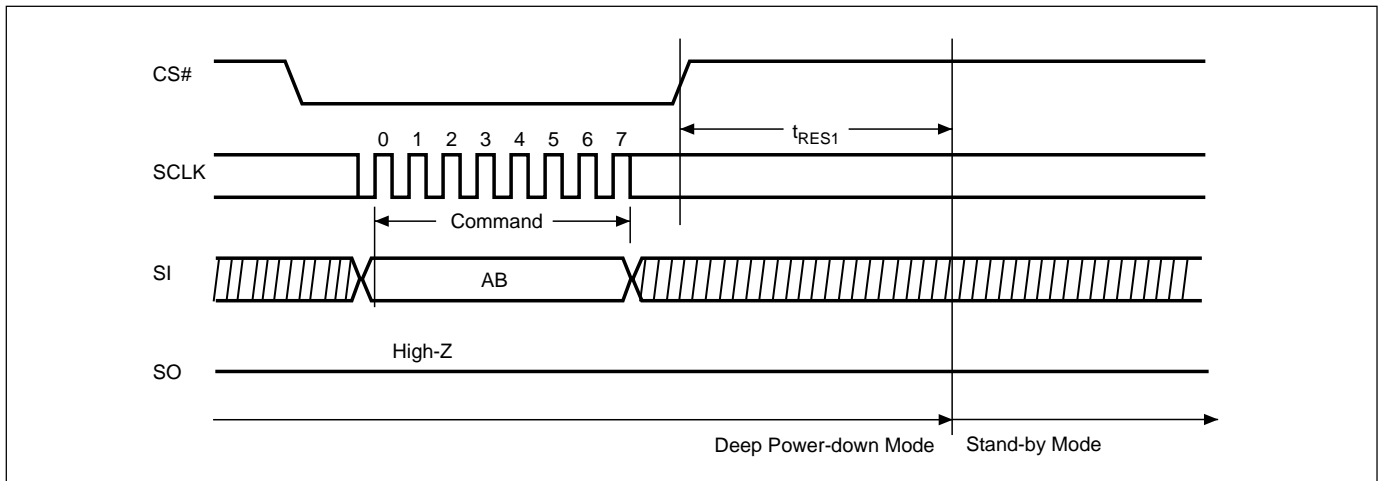 CS#
tRES1
0 1 2 3 4 5 6 7
SCLK
Command
SI
AB
High-Z
SO
Deep Power-down Mode
Stand-by Mode